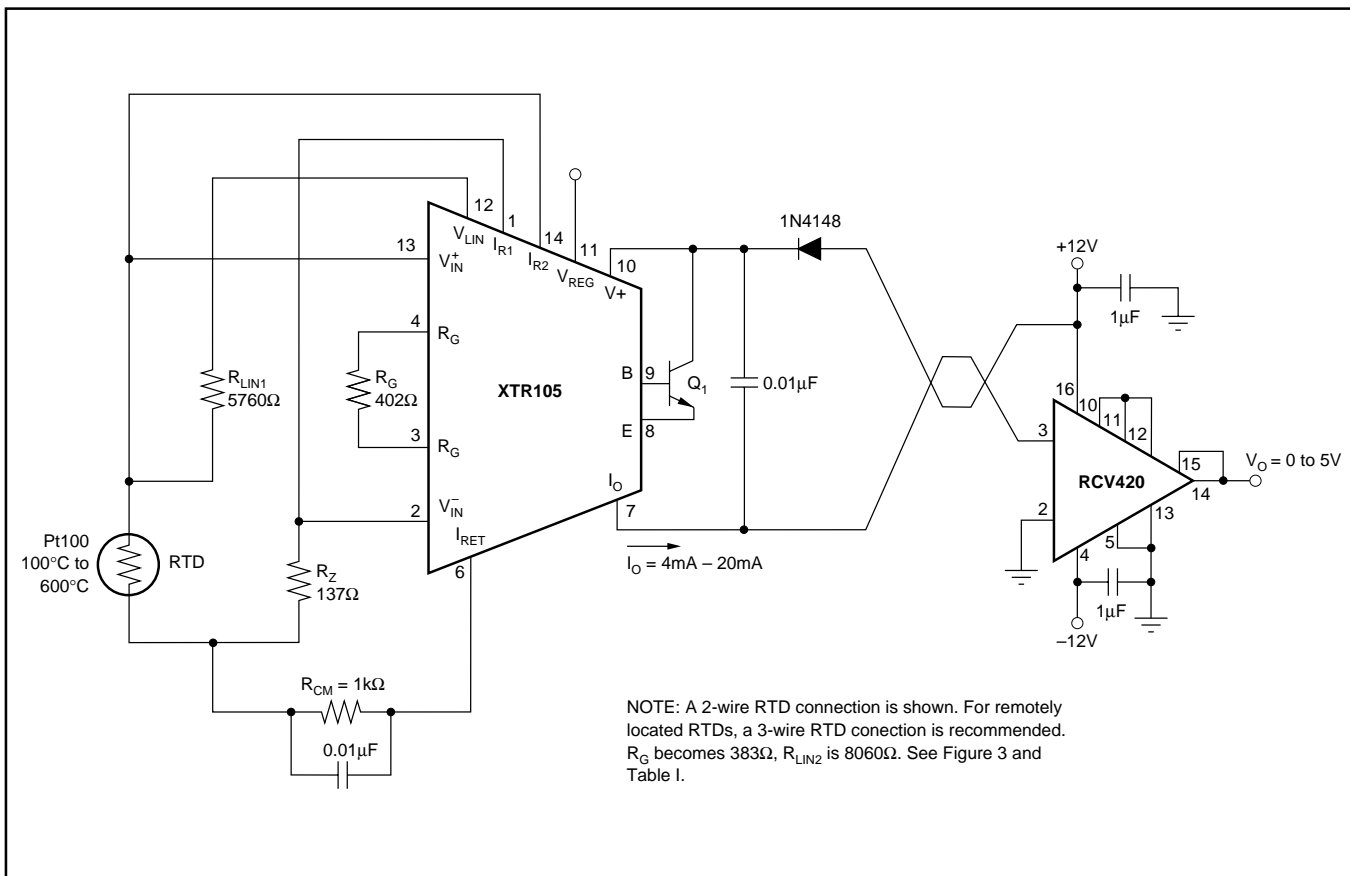 12
1
14
11
10
V_LIN
I_R1
I_R2
V_REG
V+
13
V_IN^+
4
R_G
R_G
402Ω
3
R_G
R_LIN1
5760Ω
XTR105
B
9
Q_1
E
8
I_O
7
2
V_IN^-
I_RET
6
1N4148
0.01µF
I_O = 4mA – 20mA
Pt100
100°C to
600°C
RTD
R_Z
137Ω
R_CM = 1kΩ
0.01µF
+12V
1µF
16
10
11
12
3
RCV420
15
14
V_O = 0 to 5V
2
13
5
4
1µF
–12V
NOTE: A 2-wire RTD connection is shown. For remotely
located RTDs, a 3-wire RTD conection is recommended.
R_G becomes 383Ω, R_LIN2 is 8060Ω. See Figure 3 and
Table I.